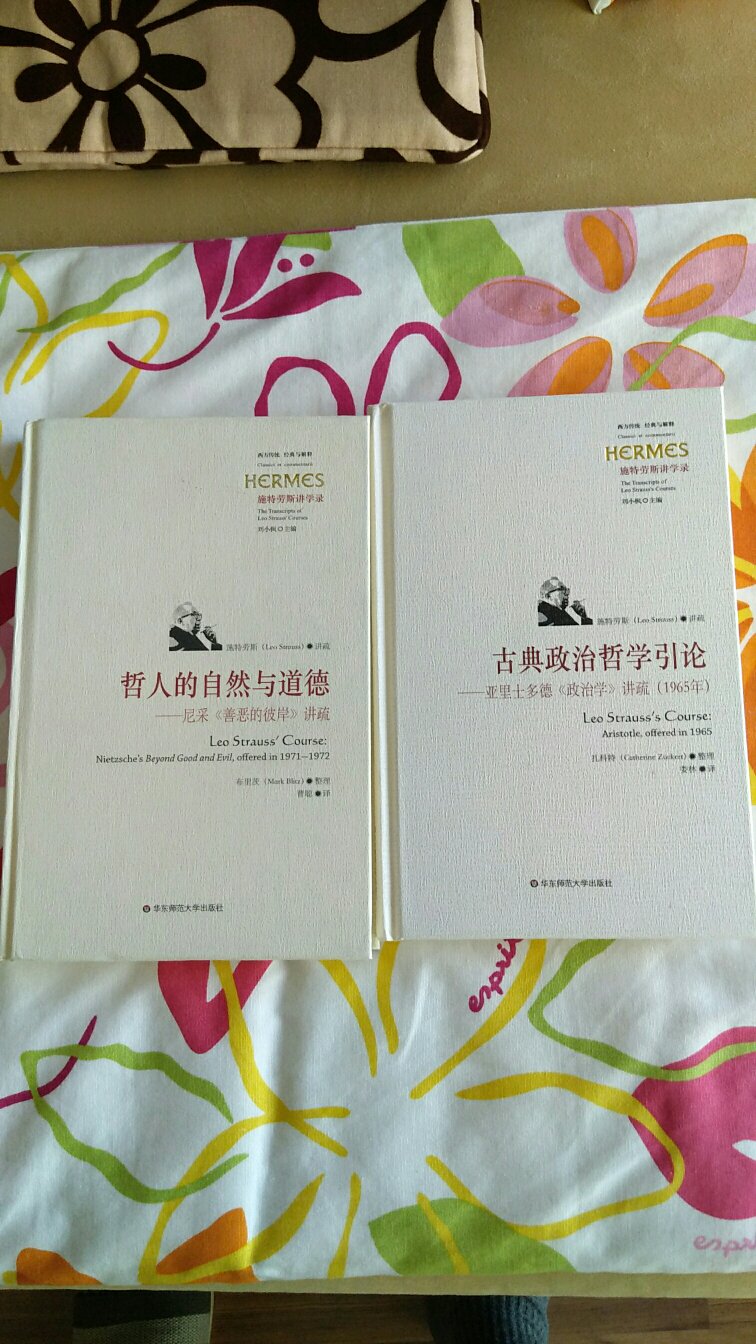 西方传统 经典与解释
Classici et commentarii
HERMES
施特劳斯讲学录
The Transcripts of
Leo Strauss' Courses
刘小枫 主编
施特劳斯(Leo Strauss) 讲疏
哲人的自然与道德
——尼采《善恶的彼岸》讲疏
Leo Strauss' Course:
Nietzsche's Beyond Good and Evil, offered in 1971—1972
布里茨(Mark Blitz) 整理
曹聪 译
华东师范大学出版社
西方传统 经典与解释
Classici et commentarii
HERMES
施特劳斯讲学录
The Transcripts of
Leo Strauss's Courses
刘小枫 主编
施特劳斯(Leo Strauss) 讲疏
古典政治哲学引论
——亚里士多德《政治学》讲疏(1965年)
Leo Strauss's Course:
Aristotle, offered in 1965
扎科特(Catherine Zuckert) 整理
娄林 译
华东师范大学出版社
esprit
espri